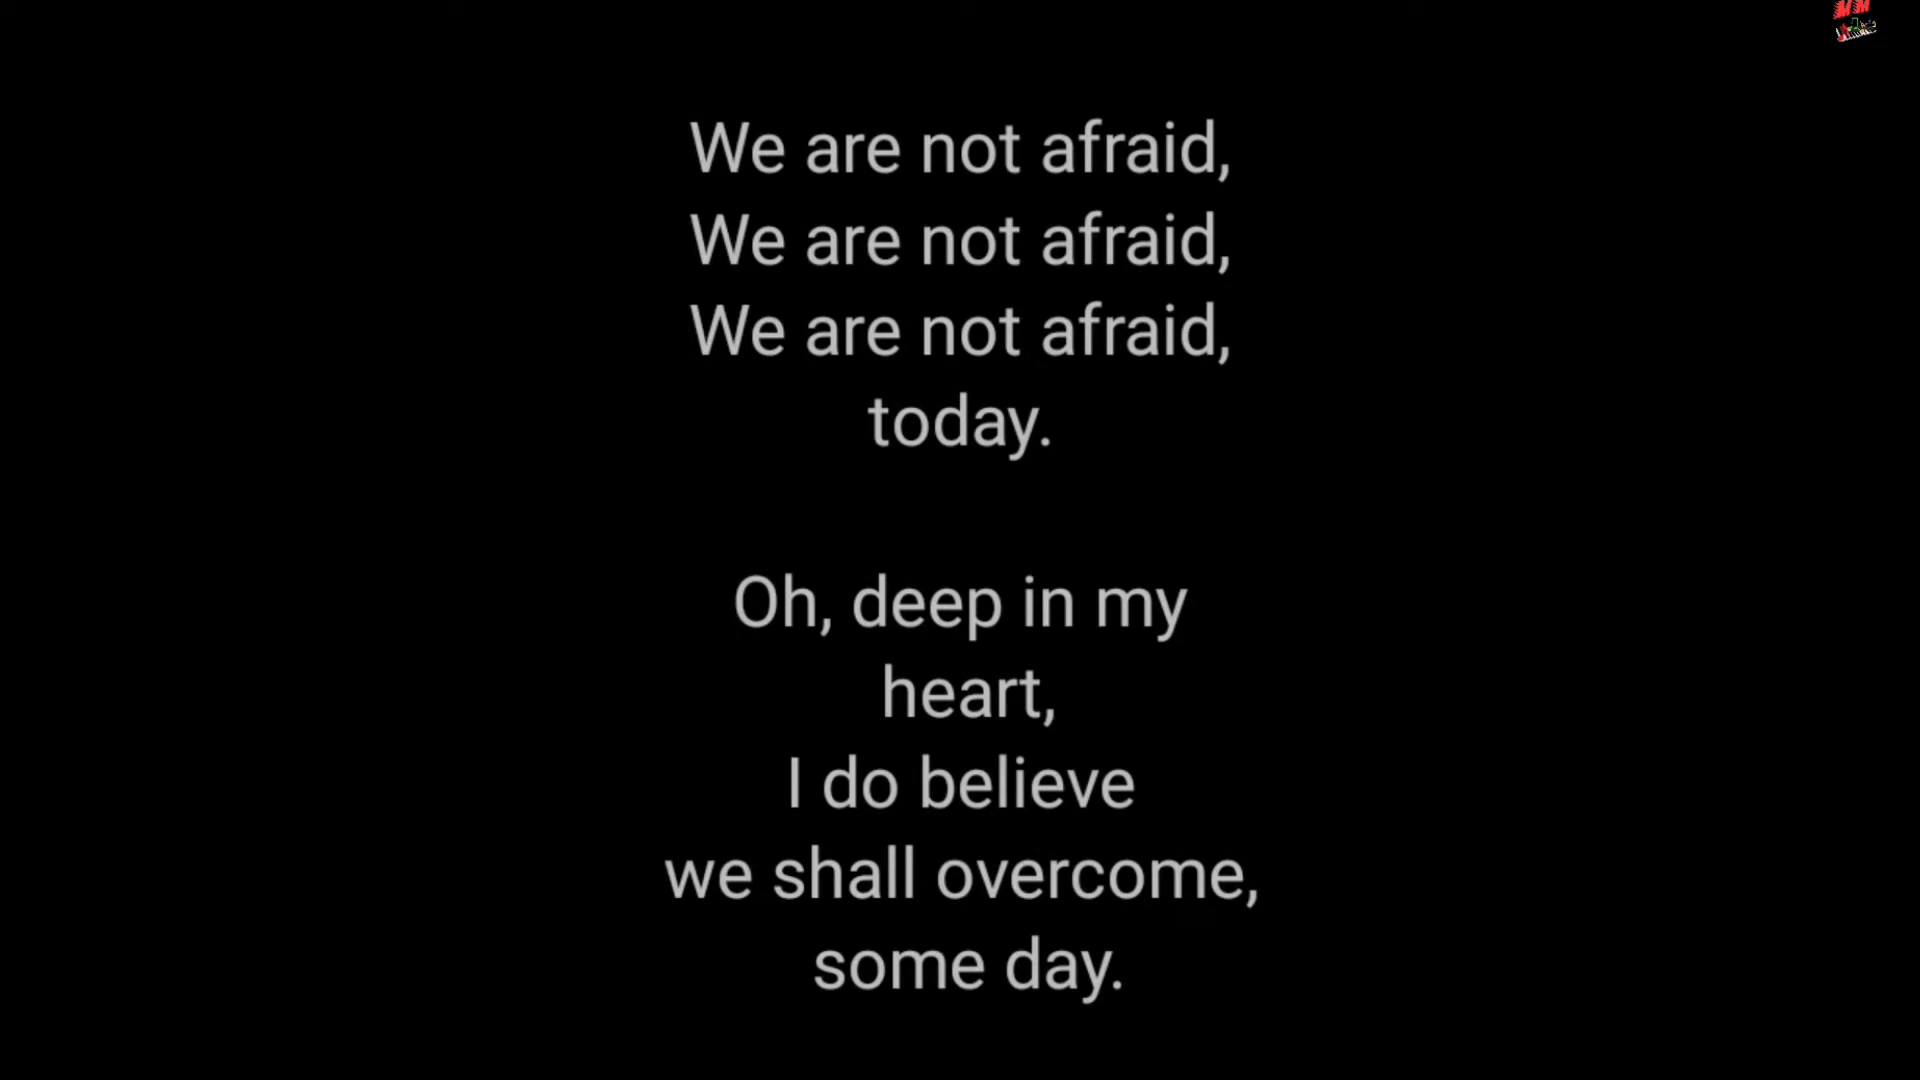 MM
We are not afraid,
We are not afraid,
We are not afraid,
today.
Oh, deep in my
heart,
I do believe
we shall overcome,
some day.